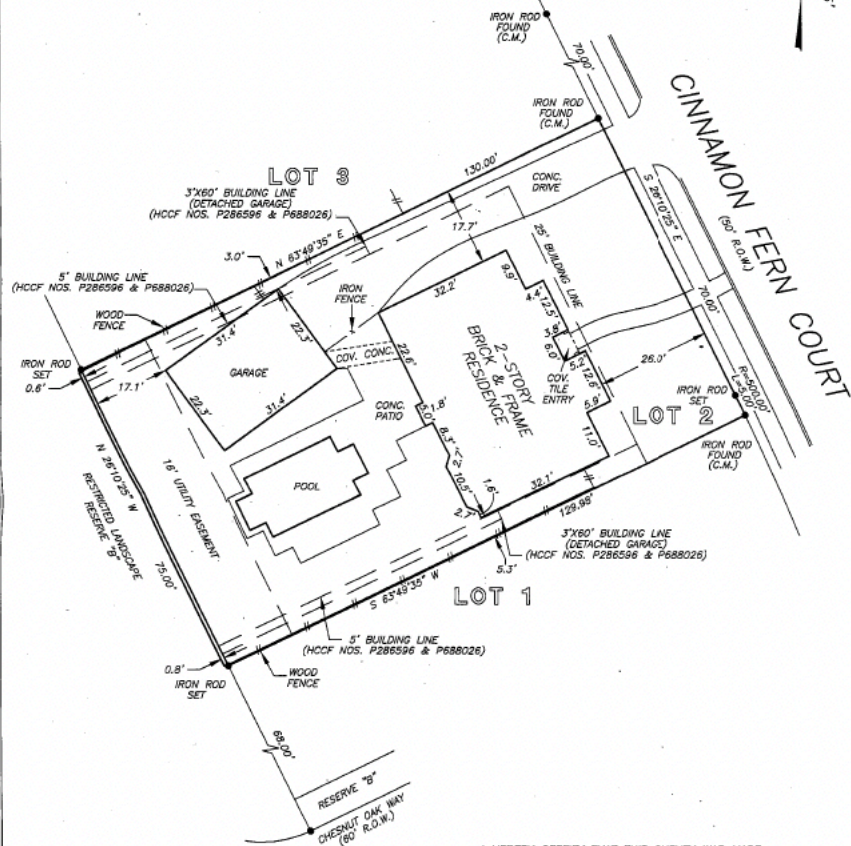 IRON ROD
FOUND
(C.M.)
70.00'
IRON ROD
FOUND
(C.M.)
CINNAMON FERN COURT
(50' R.O.W.)
LOT 3
130.00'
CONC.
DRIVE
3'X60' BUILDING LINE
(DETACHED GARAGE)
(HCCF NOS. P286596 & P688026)
S 26°10'25" E
17.7'
N 63°49'35" E
3.0'
25' BUILDING LINE
5' BUILDING LINE
(HCCF NOS. P286596 & P688026)
IRON
FENCE
32.2'
9.9'
4.4'
12.5'
70.00'
WOOD
FENCE
31.4'
22.3'
3.8'
6.0'
5.2'
12.6'
2-STORY
BRICK & FRAME
RESIDENCE
COV. CONC.
22.6'
26.0'
IRON ROD
SET
0.6'
17.1'
GARAGE
COV.
TILE
ENTRY
R=500.00'
L=5.00'
IRON ROD
SET
22.3'
31.4'
CONC.
PATIO
5.0'
1.8'
5.9'
LOT 2
IRON ROD
FOUND
(C.M.)
11.0'
8.3'
N 26°10'25" W
RESTRICTED LANDSCAPE
RESERVE "B"
16' UTILITY EASEMENT
POOL
10.5'
1.6'
32.1'
2.7'
129.98'
3'X60' BUILDING LINE
(DETACHED GARAGE)
(HCCF NOS. P286596 & P688026)
75.00'
5.3'
S 63°49'35" W
LOT 1
5' BUILDING LINE
(HCCF NOS. P286596 & P688026)
0.8'
IRON ROD
SET
WOOD
FENCE
68.00'
RESERVE "B"
CHESNUT OAK WAY
(60' R.O.W.)